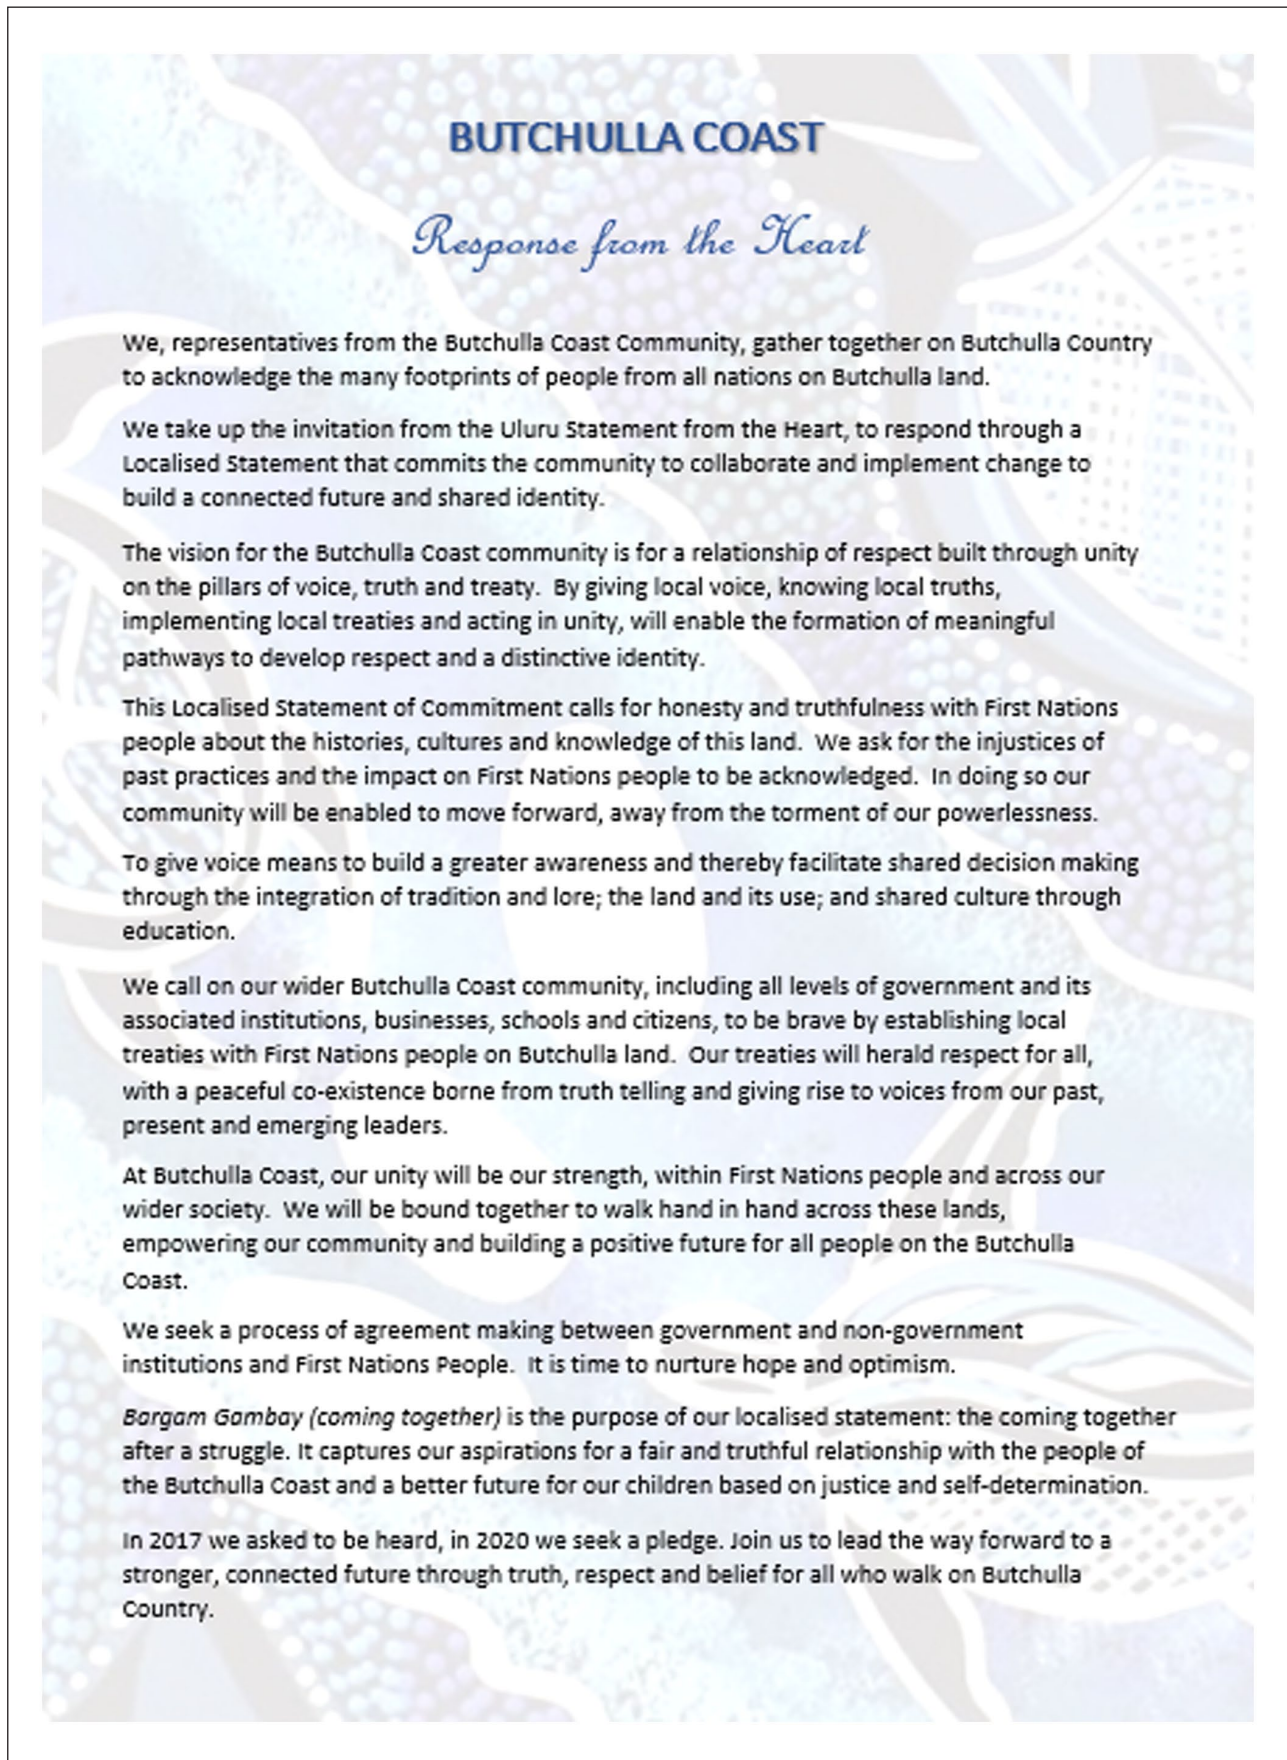 BUTCHULLA COAST
Response from the Heart
We, representatives from the Butchulla Coast Community, gather together on Butchulla Country
to acknowledge the many footprints of people from all nations on Butchulla land.
We take up the invitation from the Uluru Statement from the Heart, to respond through a
Localised Statement that commits the community to collaborate and implement change to
build a connected future and shared identity.
The vision for the Butchulla Coast community is for a relationship of respect built through unity
on the pillars of voice, truth and treaty.  By giving local voice, knowing local truths,
implementing local treaties and acting in unity, will enable the formation of meaningful
pathways to develop respect and a distinctive identity.
This Localised Statement of Commitment calls for honesty and truthfulness with First Nations
people about the histories, cultures and knowledge of this land.  We ask for the injustices of
past practices and the impact on First Nations people to be acknowledged.  In doing so our
community will be enabled to move forward, away from the torment of our powerlessness.
To give voice means to build a greater awareness and thereby facilitate shared decision making
through the integration of tradition and lore; the land and its use; and shared culture through
education.
We call on our wider Butchulla Coast community, including all levels of government and its
associated institutions, businesses, schools and citizens, to be brave by establishing local
treaties with First Nations people on Butchulla land.  Our treaties will herald respect for all,
with a peaceful co-existence borne from truth telling and giving rise to voices from our past,
present and emerging leaders.
At Butchulla Coast, our unity will be our strength, within First Nations people and across our
wider society.  We will be bound together to walk hand in hand across these lands,
empowering our community and building a positive future for all people on the Butchulla
Coast.
We seek a process of agreement making between government and non-government
institutions and First Nations People.  It is time to nurture hope and optimism.
Bargam Gambay (coming together) is the purpose of our localised statement: the coming together
after a struggle. It captures our aspirations for a fair and truthful relationship with the people of
the Butchulla Coast and a better future for our children based on justice and self-determination.
In 2017 we asked to be heard, in 2020 we seek a pledge. Join us to lead the way forward to a
stronger, connected future through truth, respect and belief for all who walk on Butchulla
Country.